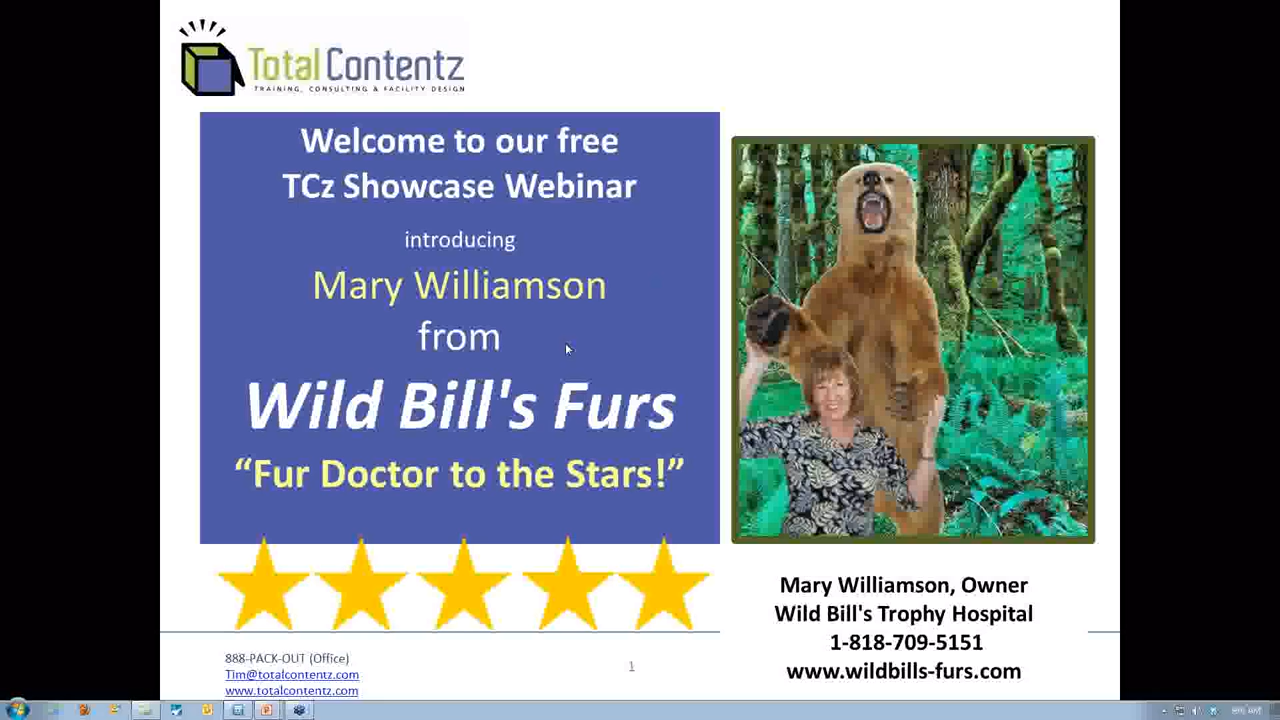 Total Contentz
TRAINING, CONSULTING & FACILITY DESIGN
Welcome to our free
TCz Showcase Webinar
introducing
Mary Williamson
from
Wild Bill's Furs
“Fur Doctor to the Stars!”
Mary Williamson, Owner
Wild Bill's Trophy Hospital
1-818-709-5151
www.wildbills-furs.com
888-PACK-OUT (Office)
Tim@totalcontentz.com
www.totalcontentz.com
1